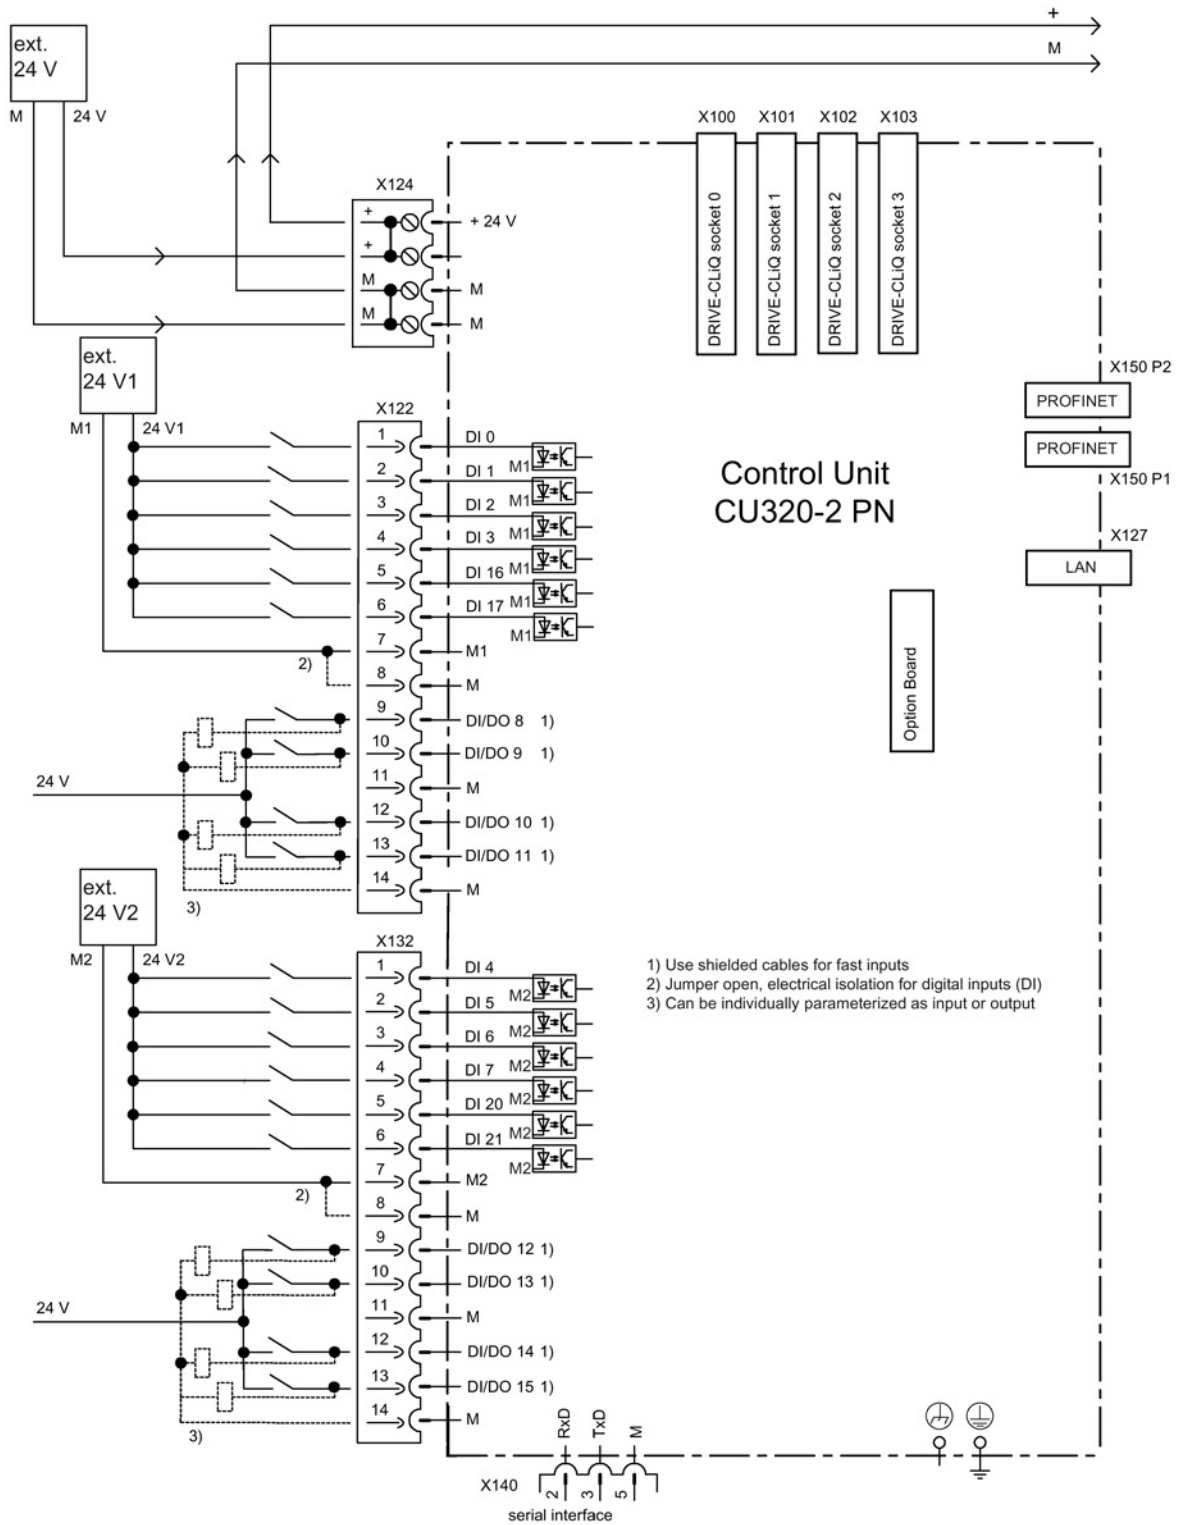 +
M
ext.
24 V
M
24 V
X100
X101
X102
X103
DRIVE-CLiQ socket 0
DRIVE-CLiQ socket 1
DRIVE-CLiQ socket 2
DRIVE-CLiQ socket 3
X124
+
+ 24 V
+
M
M
M
M
ext.
24 V1
M1
24 V1
X122
1
DI 0
M1
2
DI 1
M1
3
DI 2
M1
4
DI 3
M1
5
DI 16
M1
6
DI 17
M1
7
M1
2)
8
M
9
DI/DO 8 1)
10
DI/DO 9 1)
11
M
24 V
12
DI/DO 10 1)
13
DI/DO 11 1)
14
M
3)
X150 P2
PROFINET
PROFINET
X150 P1
Control Unit
CU320-2 PN
X127
LAN
Option Board
ext.
24 V2
M2
24 V2
X132
1
DI 4
M2
2
DI 5
M2
3
DI 6
M2
4
DI 7
M2
5
DI 20
M2
6
DI 21
M2
7
M2
2)
8
M
9
DI/DO 12 1)
10
DI/DO 13 1)
11
M
24 V
12
DI/DO 14 1)
13
DI/DO 15 1)
14
M
3)
1) Use shielded cables for fast inputs
2) Jumper open, electrical isolation for digital inputs (DI)
3) Can be individually parameterized as input or output
RxD
TxD
M
X140
2
3
5
serial interface